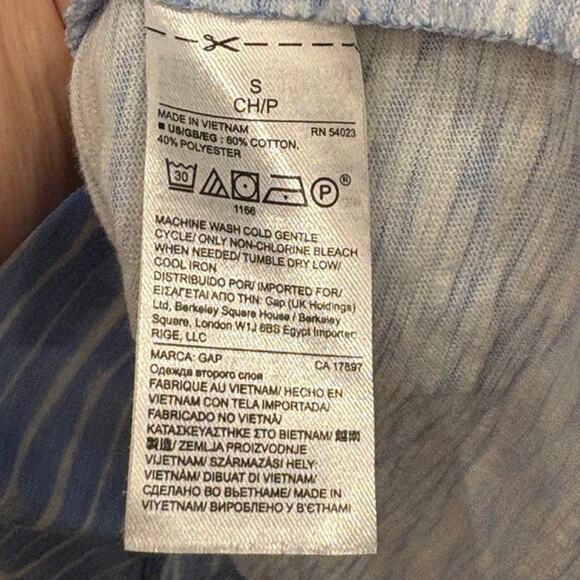 S
CH/P
MADE IN VIETNAM RN 54023
■ US/GB/EG : 60% COTTON,
40% POLYESTER
30 P ®
1156
MACHINE WASH COLD GENTLE
CYCLE/ ONLY NON-CHLORINE BLEACH
WHEN NEEDED/ TUMBLE DRY LOW/
COOL IRON
DISTRIBUIDO POR/ IMPORTED FOR/
ΕΙΣΑΓΕΤΑΙ ΑΠΟ ΤΗΝ: Gap (UK Holdings)
Ltd, Berkeley Square House / Berkeley
Square, London W1J 6BS Egypt Importer:
RIGE, LLC
MARCA: GAP CA 17897
Одежда второго слоя
FABRIQUE AU VIETNAM/ HECHO EN
VIETNAM CON TELA IMPORTADA/
FABRICADO NO VIETNÃ/
ΚΑΤΑΣΚΕΥΑΣΤΗΚΕ ΣΤΟ ΒΙΕΤΝΑΜ/ 越南
製造/ ZEMLJA PROIZVODNJE
VIJETNAM/ SZÁRMAZÁSI HELY:
VIETNÁM/ DIBUAT DI VIETNAM/
СДЕЛАНО ВО ВЬЕТНАМЕ/ MADE IN
VIYETNAM/ ВИРОБЛЕНО У В'ЄТНАМІ